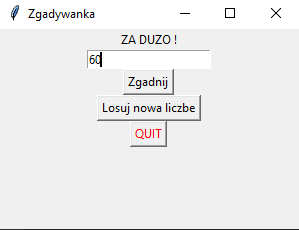 Zgadywanka
ZA DUZO !
60
Zgadnij
Losuj nowa liczbe
QUIT